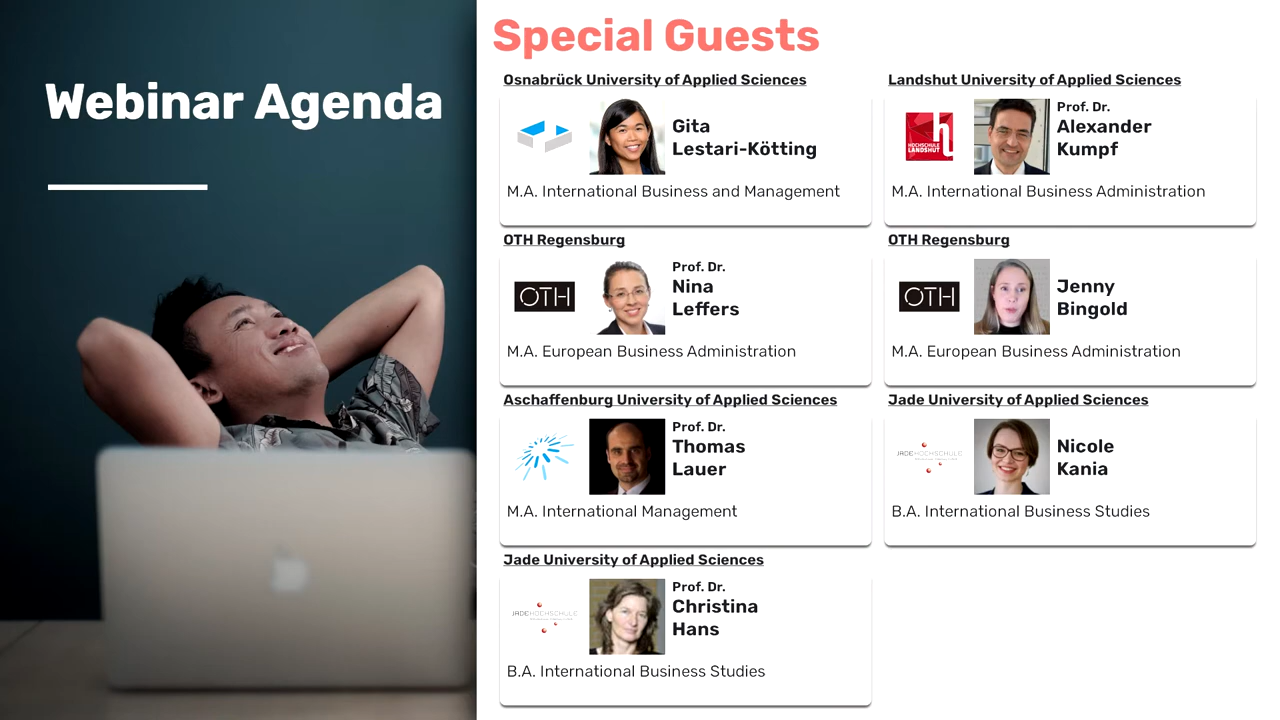 Webinar Agenda
Special Guests
Osnabrück University of Applied Sciences
Gita
Lestari-Kötting
M.A. International Business and Management
Landshut University of Applied Sciences
HOCHSCHULE
LANDSHUT
Prof. Dr.
Alexander
Kumpf
M.A. International Business Administration
OTH Regensburg
OTH
Prof. Dr.
Nina
Leffers
M.A. European Business Administration
OTH Regensburg
OTH
Jenny
Bingold
M.A. European Business Administration
Aschaffenburg University of Applied Sciences
Prof. Dr.
Thomas
Lauer
M.A. International Management
Jade University of Applied Sciences
JADEHOCHSCHULE
Nicole
Kania
B.A. International Business Studies
Jade University of Applied Sciences
JADEHOCHSCHULE
Prof. Dr.
Christina
Hans
B.A. International Business Studies